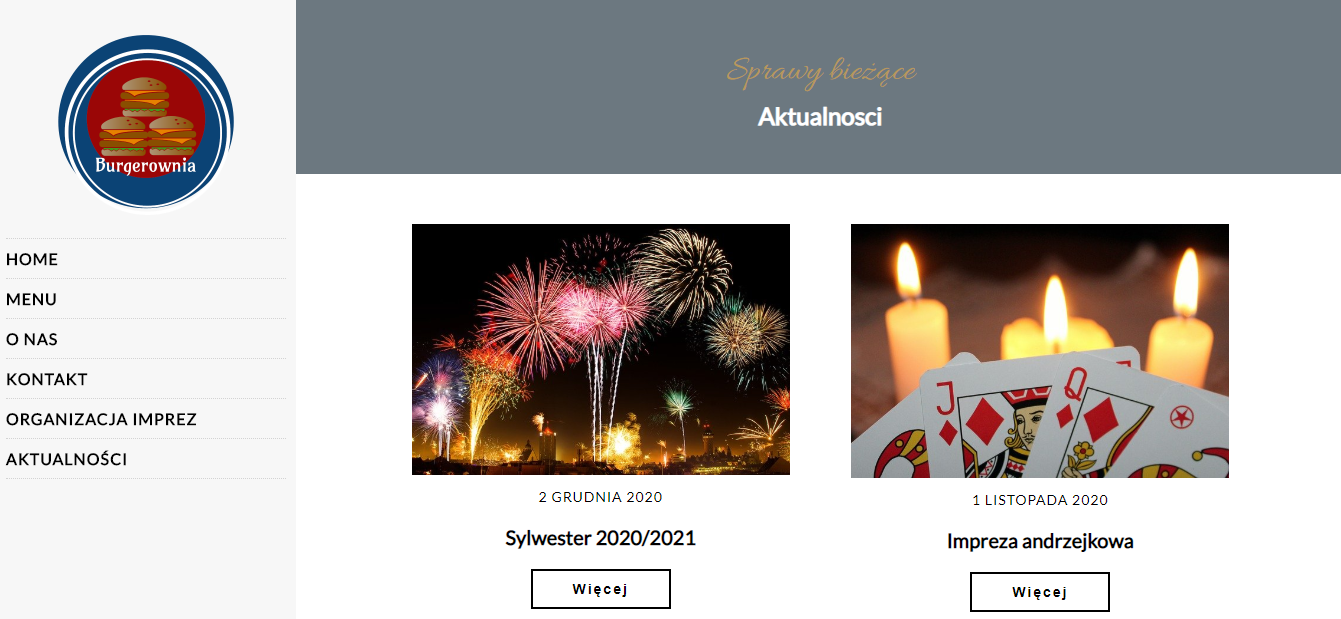 Burgerownia
HOME
MENU
O NAS
KONTAKT
ORGANIZACJA IMPREZ
AKTUALNOŚCI
Sprawy bieżące
Aktualnosci
2 GRUDNIA 2020
Sylwester 2020/2021
Więcej
J
Q
1 LISTOPADA 2020
Impreza andrzejkowa
Więcej